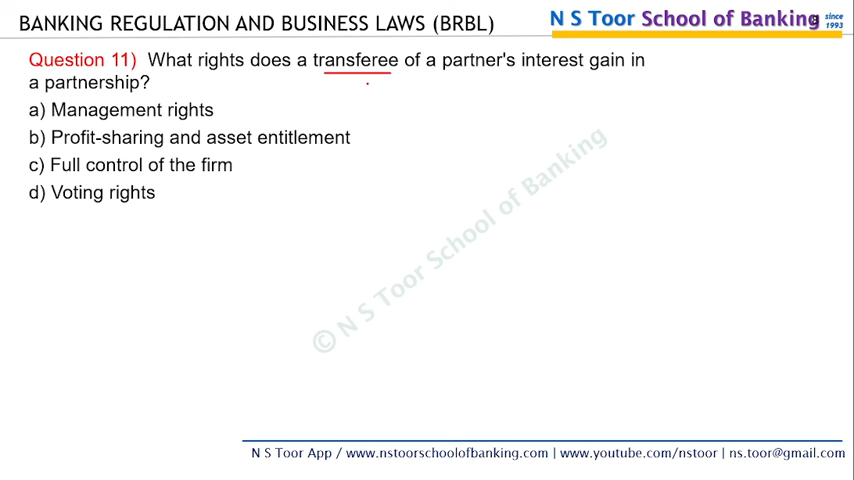 BANKING REGULATION AND BUSINESS LAWS (BRBL)
N S Toor School of Banking since 1993
Question 11) What rights does a transferee of a partner's interest gain in
a partnership?
a) Management rights
b) Profit-sharing and asset entitlement
c) Full control of the firm
d) Voting rights
© N S Toor School of Banking
N S Toor App / www.nstoorschoolofbanking.com | www.youtube.com/nstoor | ns.toor@gmail.com